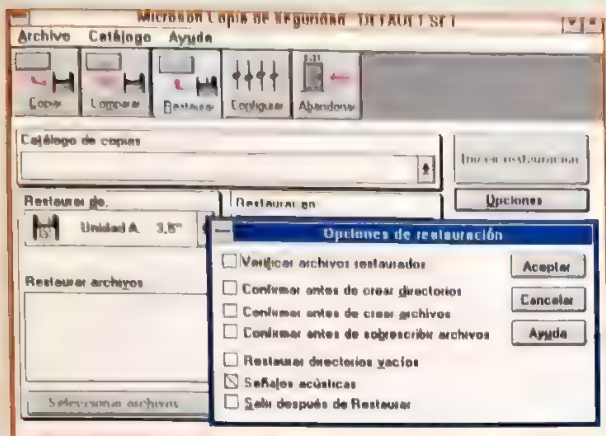 Microsoft Copia de Seguridad DEFAULT.SET
Archivo Catálogo Ayuda
Copiar Comparar Restaurar Configurar Abandonar
Catálogo de copias
Iniciar restauración
Restaurar de:
Restaurar en
Opciones
Unidad A 3,5"
Opciones de restauración
Verificar archivos restaurados
Aceptar
Confirmar antes de crear directorios
Cancelar
Confirmar antes de crear archivos
Confirmar antes de sobrescribir archivos
Ayuda
Restaurar directorios vacíos
Señales acústicas
Salir después de Restaurar
Restaurar archivos
Seleccionar archivos